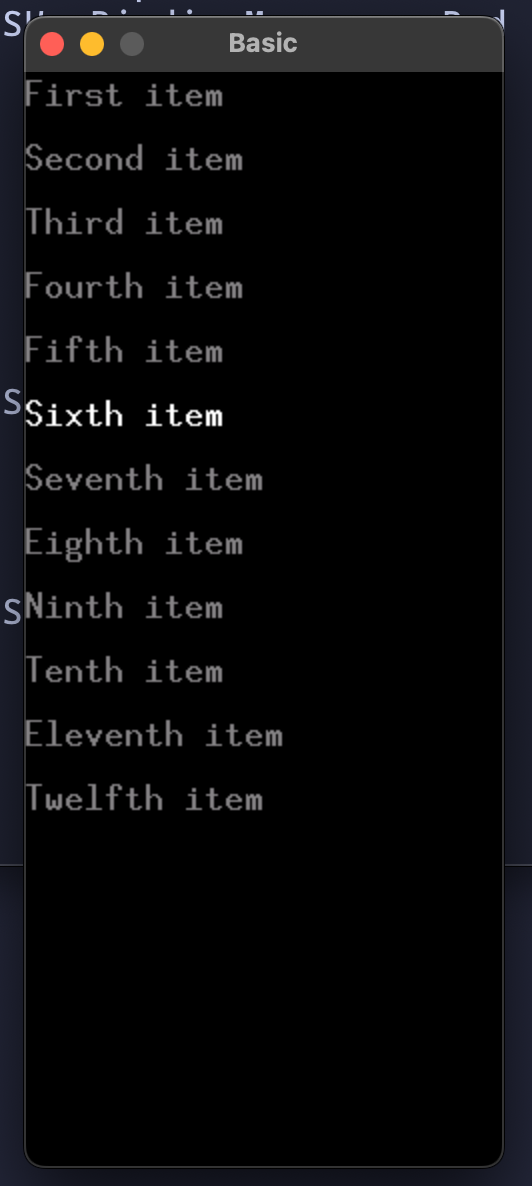 Basic
First item
Second item
Third item
Fourth item
Fifth item
Sixth item
Seventh item
Eighth item
Ninth item
Tenth item
Eleventh item
Twelfth item